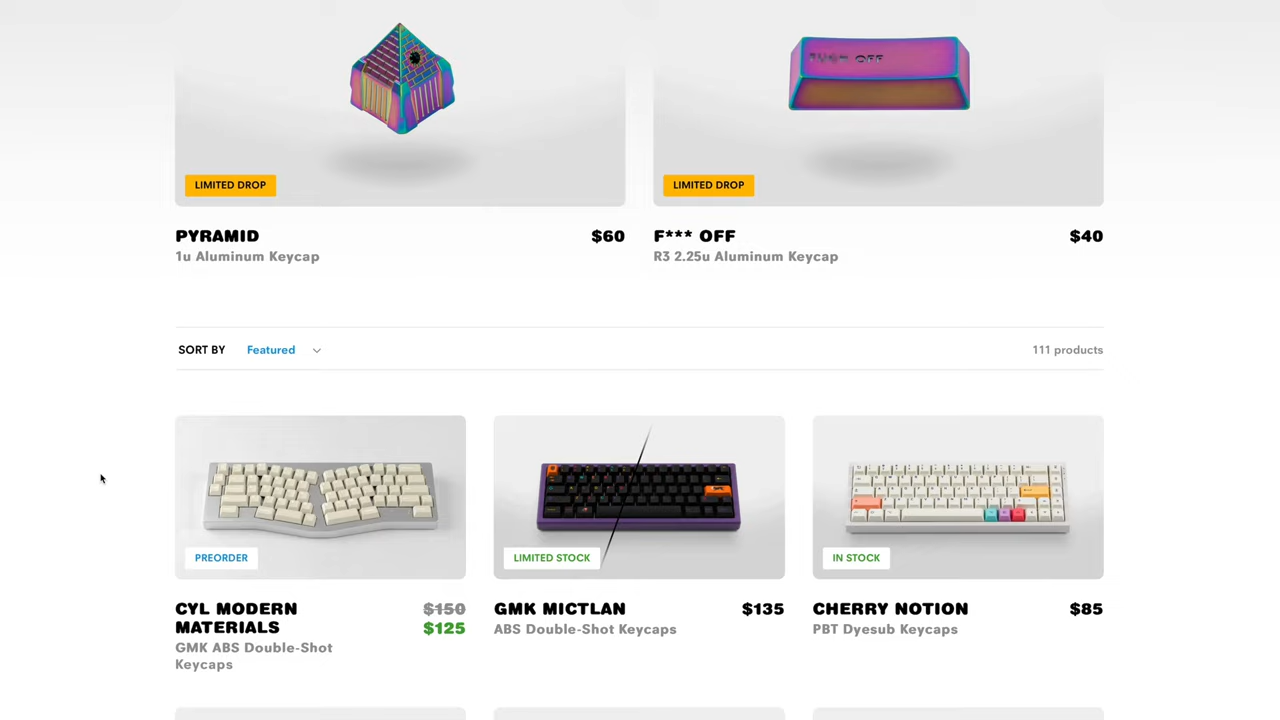 OFF
LIMITED DROP
LIMITED DROP
PYRAMID
$60
1u Aluminum Keycap
F*** OFF
$40
R3 2.25u Aluminum Keycap
SORT BY
Featured
111 products
PREORDER
LIMITED STOCK
IN STOCK
CYL MODERN
MATERIALS
$150
$125
GMK ABS Double-Shot
Keycaps
GMK MICTLAN
$135
ABS Double-Shot Keycaps
CHERRY NOTION
$85
PBT Dyesub Keycaps